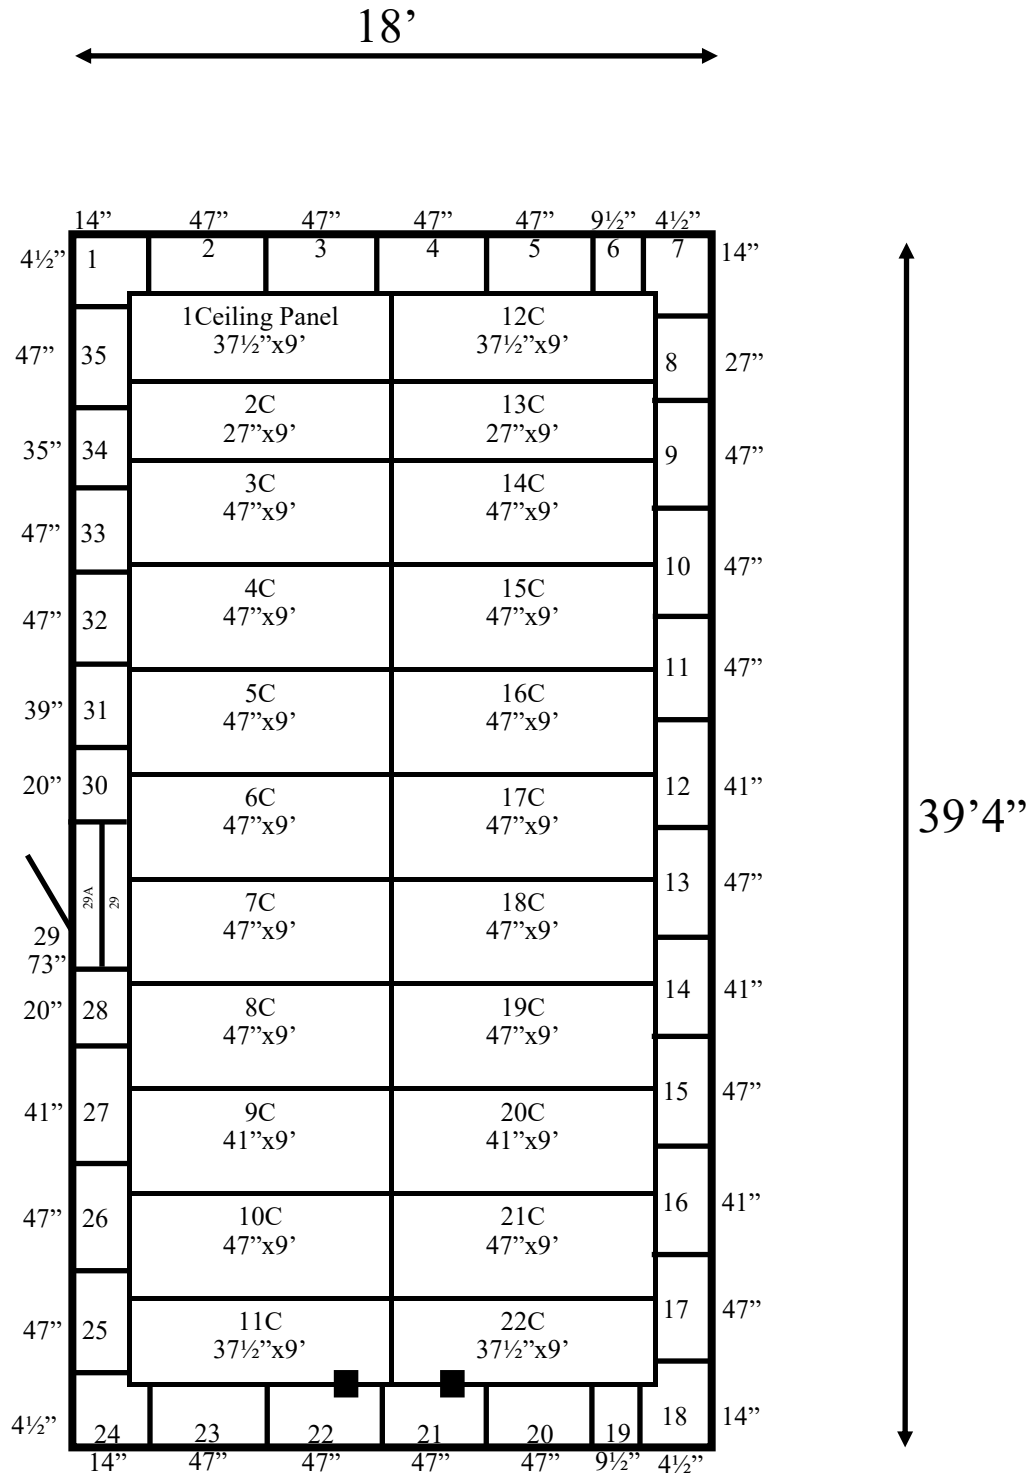 18’
14” 47” 47” 47” 47” 9½” 4½”
4½” 1 2 3 4 5 6 7 14”
1Ceiling Panel 12C
37½”x9’ 37½”x9’
47” 35 8 27”
2C 13C
27”x9’ 27”x9’
35” 34 9 47”
3C 14C
47”x9’ 47”x9’
47” 33
10 47”
4C 15C
47”x9’ 47”x9’
47” 32
11 47”
5C 16C
47”x9’ 47”x9’
39” 31
20” 30 12 41”
6C 17C
47”x9’ 47”x9’
39’4”
13 47”
29A 29
7C 18C
47”x9’ 47”x9’
29
73”
14 41”
20” 28 8C 19C
47”x9’ 47”x9’
15 47”
41” 27 9C 20C
41”x9’ 41”x9’
16 41”
47” 26 10C 21C
47”x9’ 47”x9’
17 47”
47” 25 11C 22C
37½”x9’ 37½”x9’
18 14”
4½” 24 23 22 21 20 19
14” 47” 47” 47” 47” 9½” 4½”